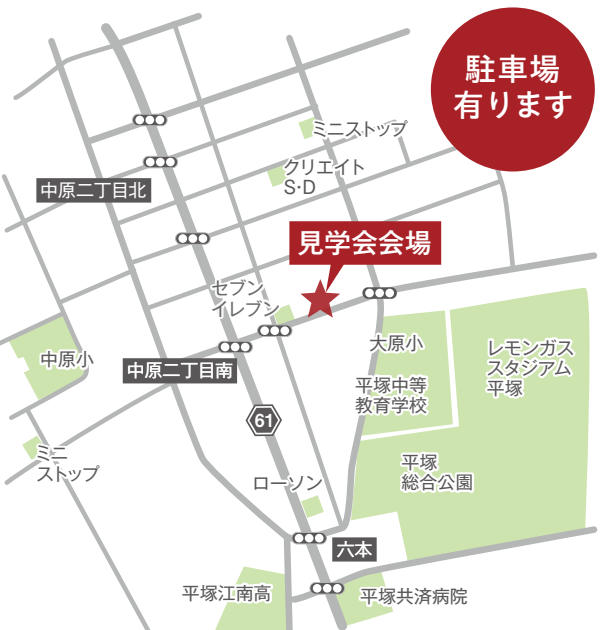 駐車場
有ります
ミニストップ
クリエイト
S·D
中原二丁目北
見学会会場
セブン
イレブン
中原小
中原二丁目南
大原小
レモンガス
スタジアム
平塚
平塚中等
教育学校
61
ミニ
ストップ
平塚
総合公園
ローソン
六本
平塚江南高
平塚共済病院